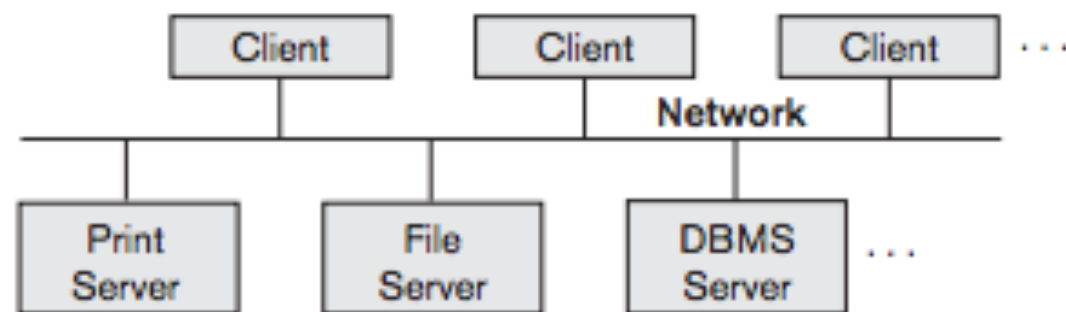 Client
Client
Client
. . .
Network
Print
Server
File
Server
DBMS
Server
. . .